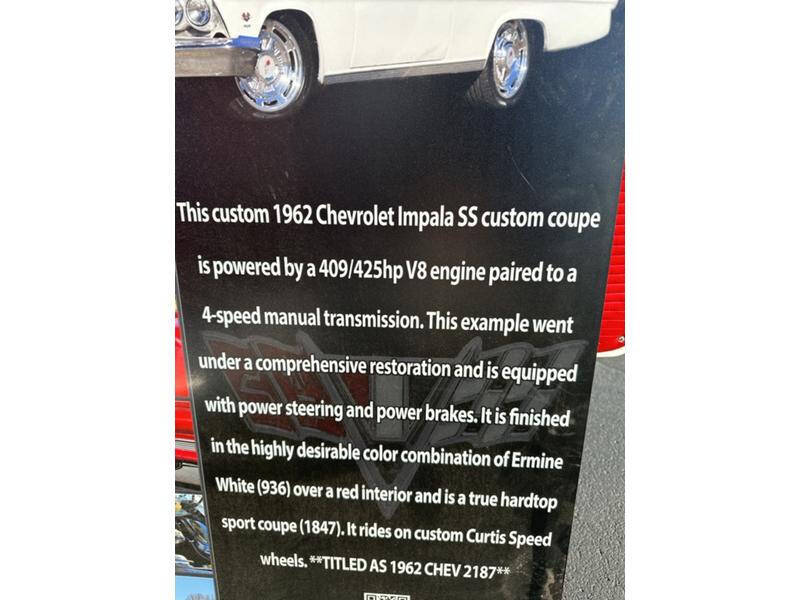 This custom 1962 Chevrolet Impala SS custom coupe
is powered by a 409/425hp V8 engine paired to a
4-speed manual transmission. This example went
under a comprehensive restoration and is equipped
with power steering and power brakes. It is finished
in the highly desirable color combination of Ermine
White (936) over a red interior and is a true hardtop
sport coupe (1847). It rides on custom Curtis Speed
wheels. **TITLED AS 1962 CHEV 2187**